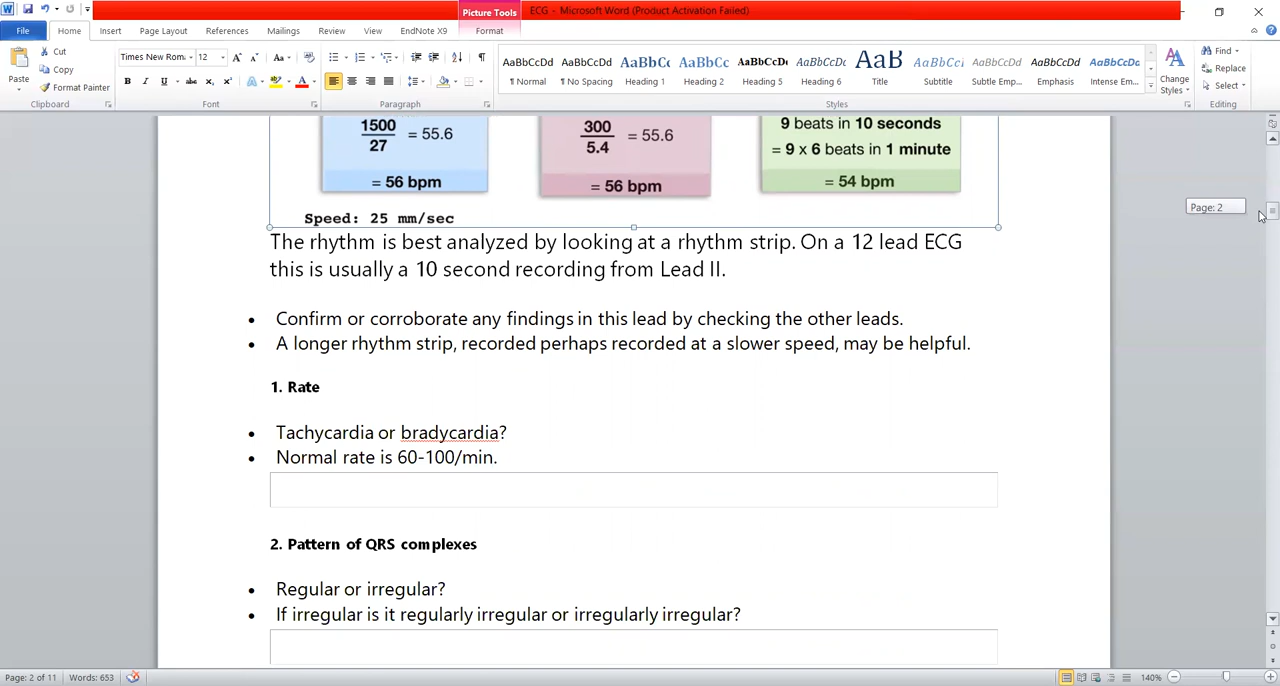 Picture Tools
ECG - Microsoft Word (Product Activation Failed)
File Home Insert Page Layout References Mailings Review View EndNote X9 Format
Paste
Cut
Copy
Format Painter
Times New Rom 12
AaBbCcDd AaBbCcDd AaBbCc AaBbCc AaBbCcDc AaBbCcDc AaB AaBbCcl AaBbCcDd AaBbCcDd AaBbCcDc
¶ Normal ¶ No Spacing Heading 1 Heading 2 Heading 5 Heading 6 Title Subtitle Subtle Emp... Emphasis Intense Em...
Change
Styles
Find
Replace
Select
Clipboard Font Paragraph Styles Editing
1500
27
= 55.6
= 56 bpm
300
5.4
= 55.6
= 56 bpm
9 beats in 10 seconds
= 9 x 6 beats in 1 minute
= 54 bpm
Speed: 25 mm/sec
Page: 2
The rhythm is best analyzed by looking at a rhythm strip. On a 12 lead ECG
this is usually a 10 second recording from Lead II.
• Confirm or corroborate any findings in this lead by checking the other leads.
• A longer rhythm strip, recorded perhaps recorded at a slower speed, may be helpful.
1. Rate
• Tachycardia or bradycardia?
• Normal rate is 60-100/min.
2. Pattern of QRS complexes
• Regular or irregular?
• If irregular is it regularly irregular or irregularly irregular?
Page: 2 of 11 Words: 653 140%